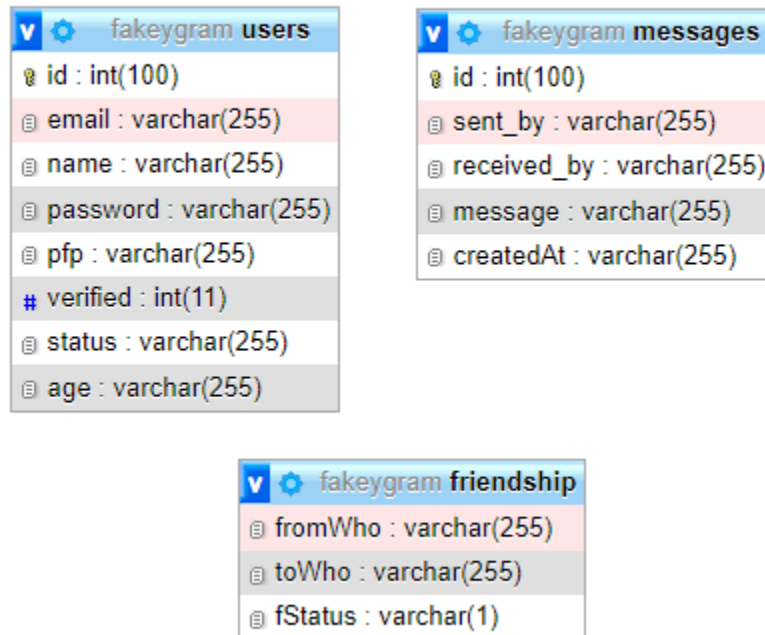 v fakeygram users
id : int(100)
email : varchar(255)
name : varchar(255)
password : varchar(255)
pfp : varchar(255)
# verified : int(11)
status : varchar(255)
age : varchar(255)
v fakeygram messages
id : int(100)
sent_by : varchar(255)
received_by : varchar(255)
message : varchar(255)
createdAt : varchar(255)
v fakeygram friendship
fromWho : varchar(255)
toWho : varchar(255)
fStatus : varchar(1)